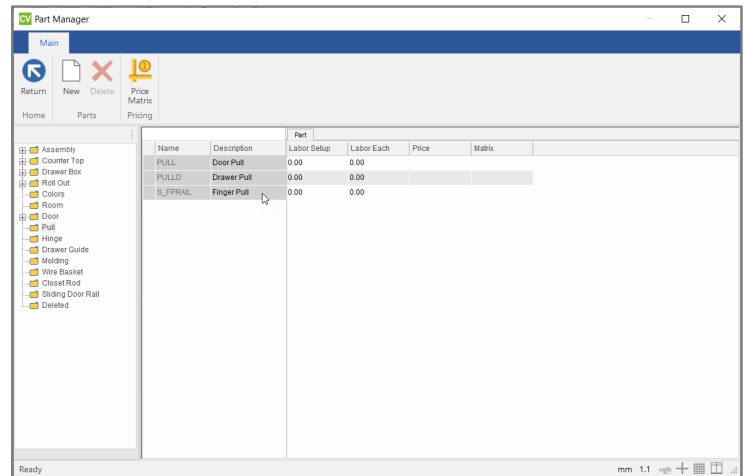 CV Part Manager
Main
Return
New
Delete
Price Matrix
Home
Parts
Pricing
Assembly
Counter Top
Drawer Box
Roll Out
Colors
Room
Door
Pull
Hinge
Drawer Guide
Molding
Wire Basket
Closet Rod
Sliding Door Rail
Deleted
Part
Name Description Labor Setup Labor Each Price Matrix
PULL Door Pull 0.00 0.00
PULLD Drawer Pull 0.00 0.00
S_FPRAIL Finger Pull 0.00 0.00
Ready
mm 1.1